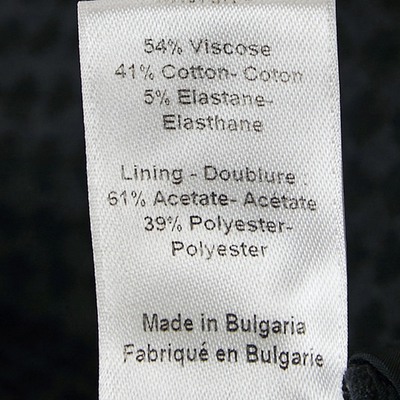 54% Viscose
41% Cotton- Coton
5% Elastane-
Elasthane
Lining - Doublure
61% Acetate- Acétate
39% Polyester-
Polyester
Made in Bulgaria
Fabriqué en Bulgarie